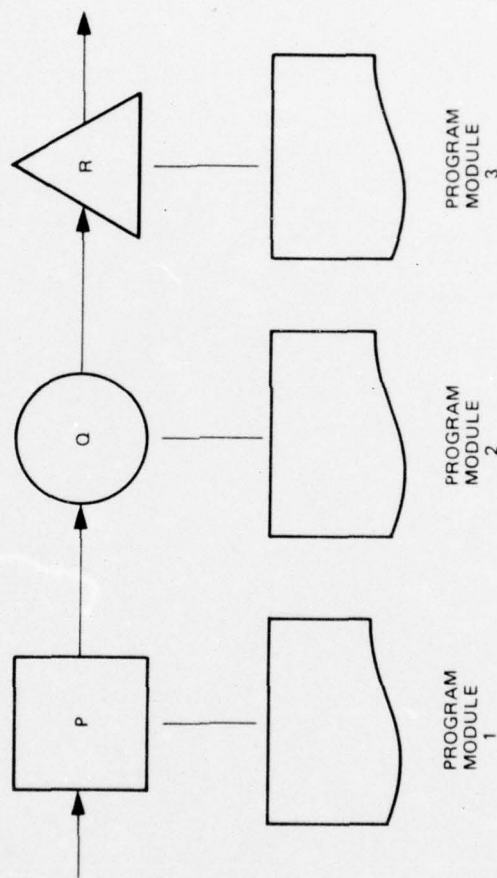 P
Q
R
PROGRAM
MODULE
1
PROGRAM
MODULE
2
PROGRAM
MODULE
3